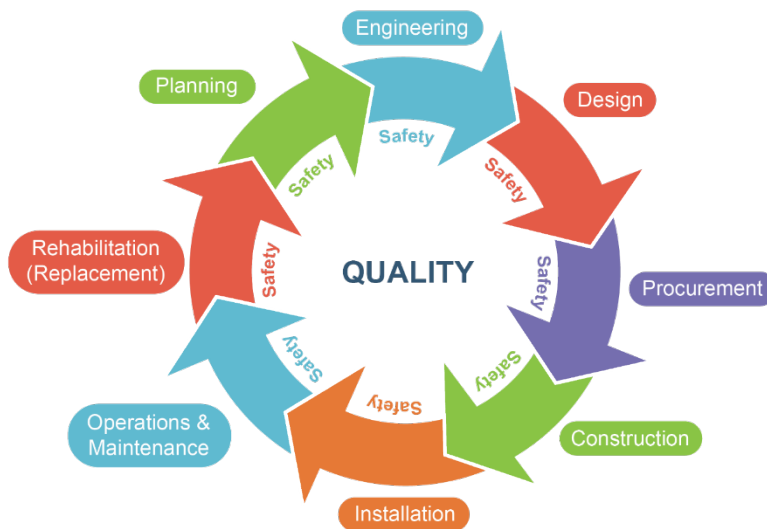 Engineering
Planning
Design
Safety
Safety
Safety
Rehabilitation
(Replacement)
Safety
QUALITY
Safety
Procurement
Safety
Safety
Safety
Operations &
Maintenance
Construction
Installation